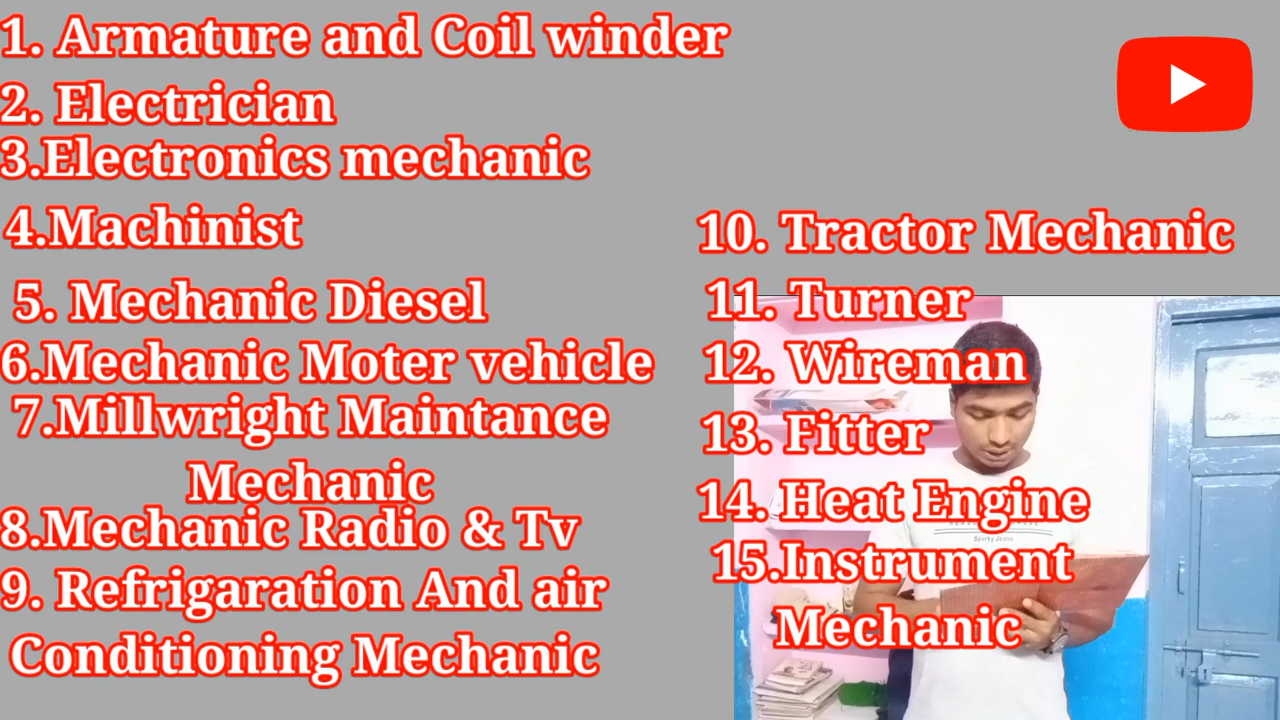 1. Armature and Coil winder
2. Electrician
3.Electronics mechanic
4.Machinist
5. Mechanic Diesel
6.Mechanic Moter vehicle
7.Millwright Maintance
Mechanic
8.Mechanic Radio & Tv
9. Refrigaration And air
Conditioning Mechanic
10. Tractor Mechanic
11. Turner
12. Wireman
13. Fitter
14. Heat Engine
Sparky Jeans
15.Instrument
Mechanic